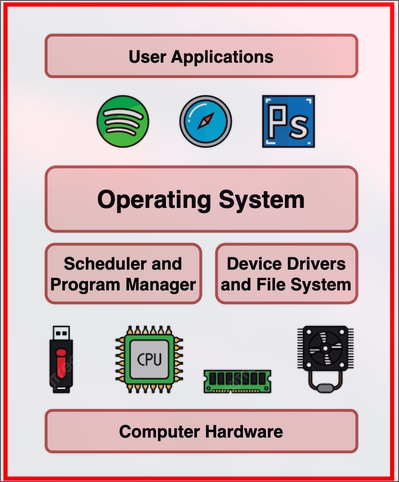 User Applications
Ps
Operating System
Scheduler and
Program Manager
Device Drivers
and File System
CPU
Computer Hardware